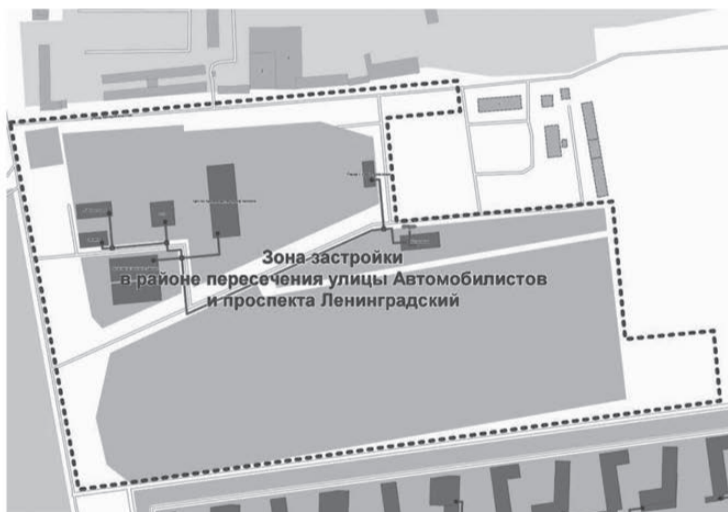 Зона застройки
в районе пересечения улицы Автомобилистов
и проспекта Ленинградский